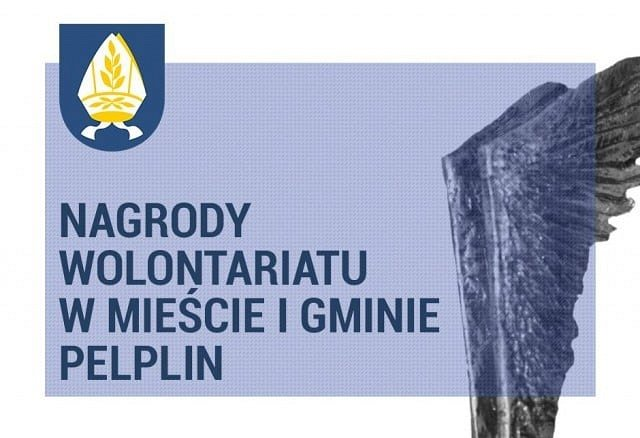 NAGRODY
WOLONTARIATU
W MIEŚCIE I GMINIE
PELPLIN